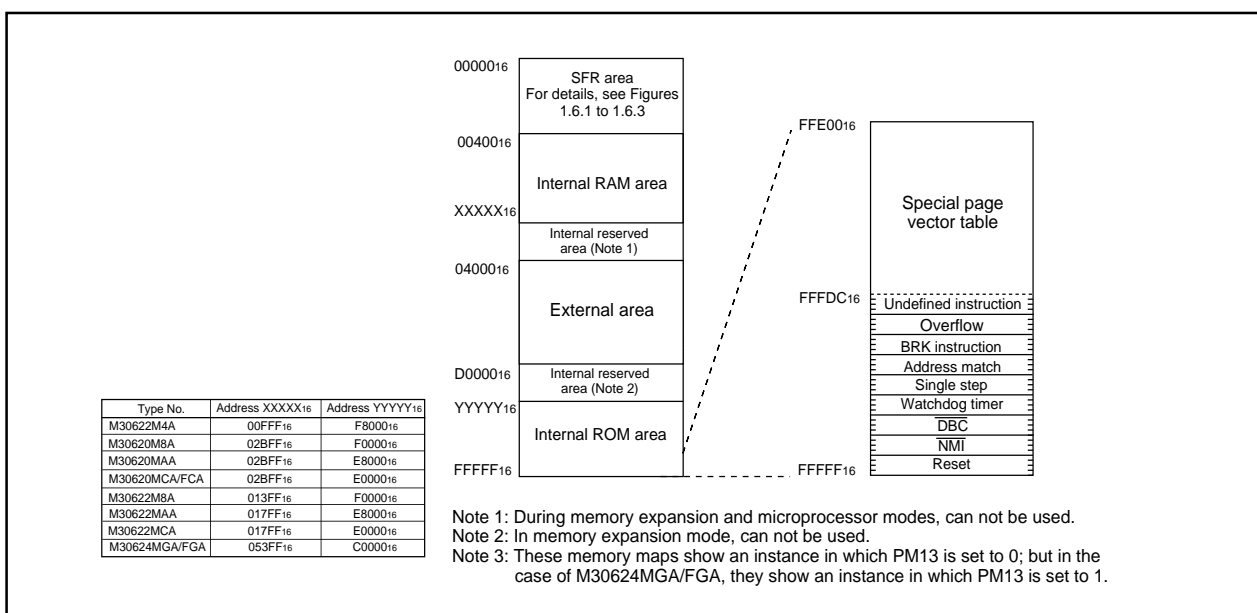 00000₁₆
SFR area
For details, see Figures
1.6.1 to 1.6.3
00400₁₆
Internal RAM area
XXXXX₁₆
Internal reserved
area (Note 1)
04000₁₆
External area
D0000₁₆
Internal reserved
area (Note 2)
YYYYY₁₆
Internal ROM area
FFFFF₁₆
FFE00₁₆
Special page
vector table
FFFDC₁₆
Undefined instruction
Overflow
BRK instruction
Address match
Single step
Watchdog timer
DBC
NMI
Reset
FFFFF₁₆
Type No. Address XXXXX₁₆ Address YYYYY₁₆
M30622M4A 00FFF₁₆ F8000₁₆
M30620M8A 02BFF₁₆ F0000₁₆
M30620MAA 02BFF₁₆ E8000₁₆
M30620MCA/FCA 02BFF₁₆ E0000₁₆
M30622M8A 013FF₁₆ F0000₁₆
M30622MAA 017FF₁₆ E8000₁₆
M30622MCA 017FF₁₆ E0000₁₆
M30624MGA/FGA 053FF₁₆ C0000₁₆
Note 1: During memory expansion and microprocessor modes, can not be used.
Note 2: In memory expansion mode, can not be used.
Note 3: These memory maps show an instance in which PM13 is set to 0; but in the
case of M30624MGA/FGA, they show an instance in which PM13 is set to 1.